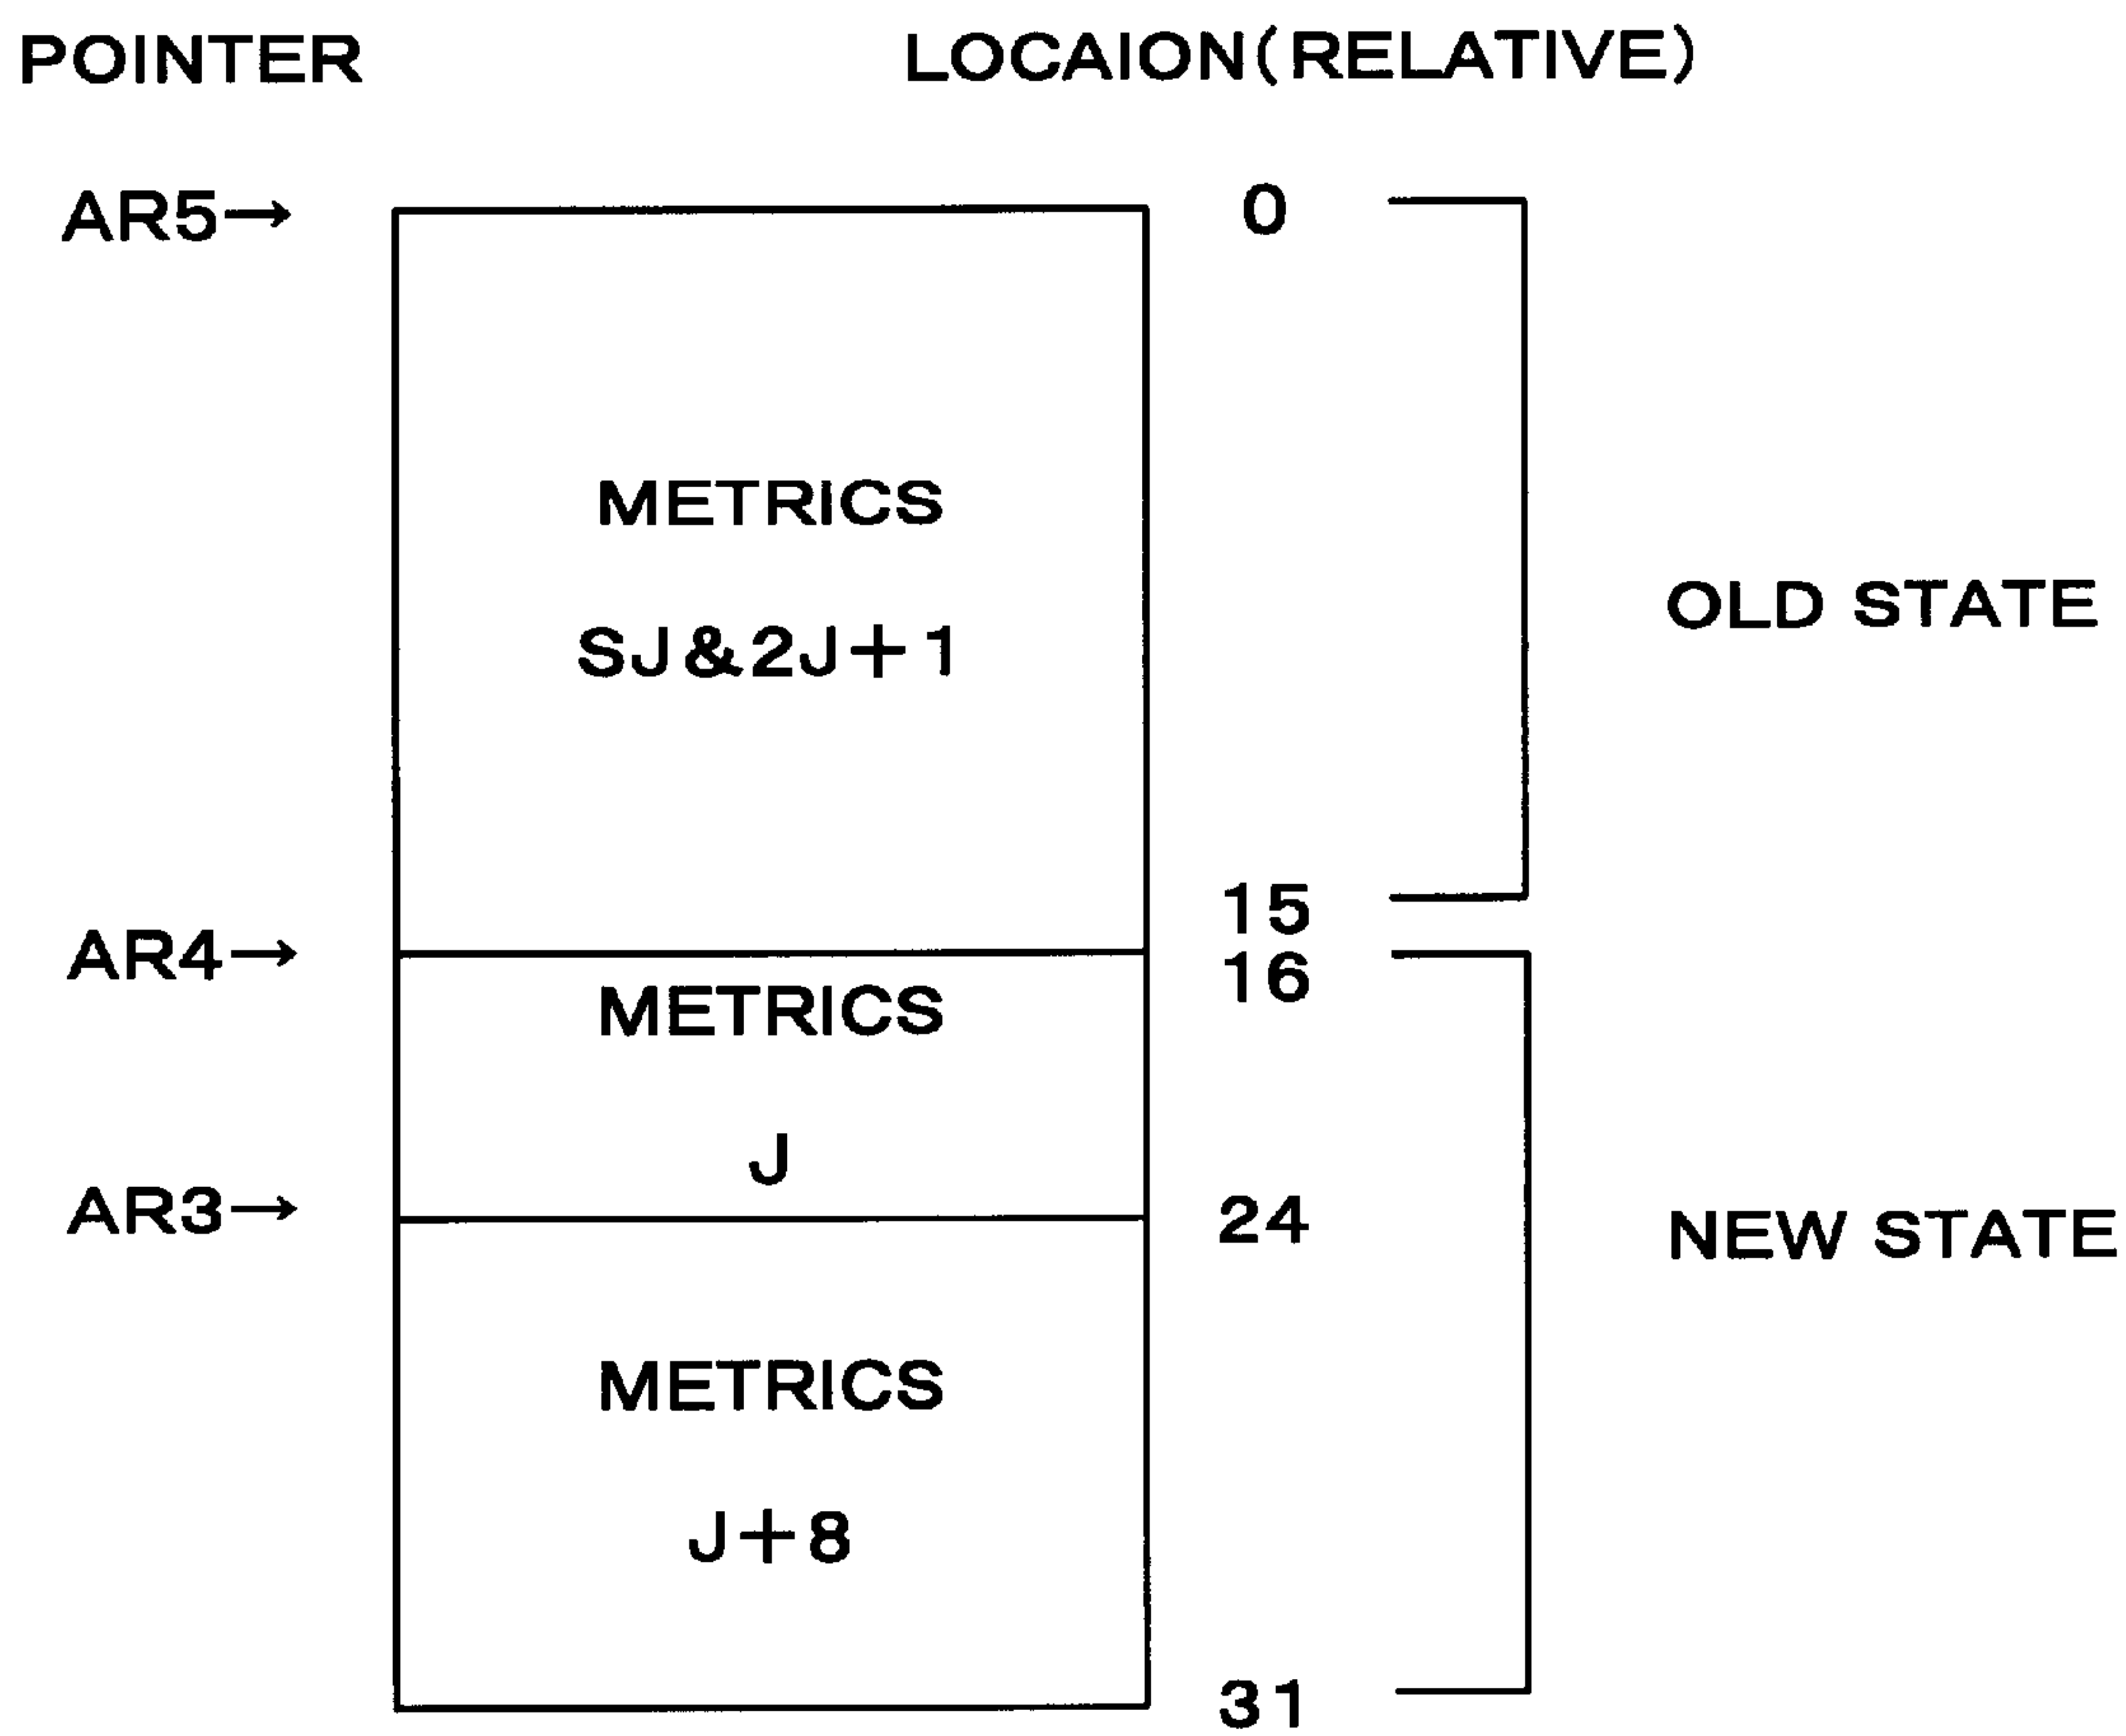 POINTER LOCAION(RELATIVE)
AR5→ 0
METRICS
SJ&2J+1
OLD STATE
15
AR4→ 16
METRICS
J
AR3→ 24
NEW STATE
METRICS
J+8
31